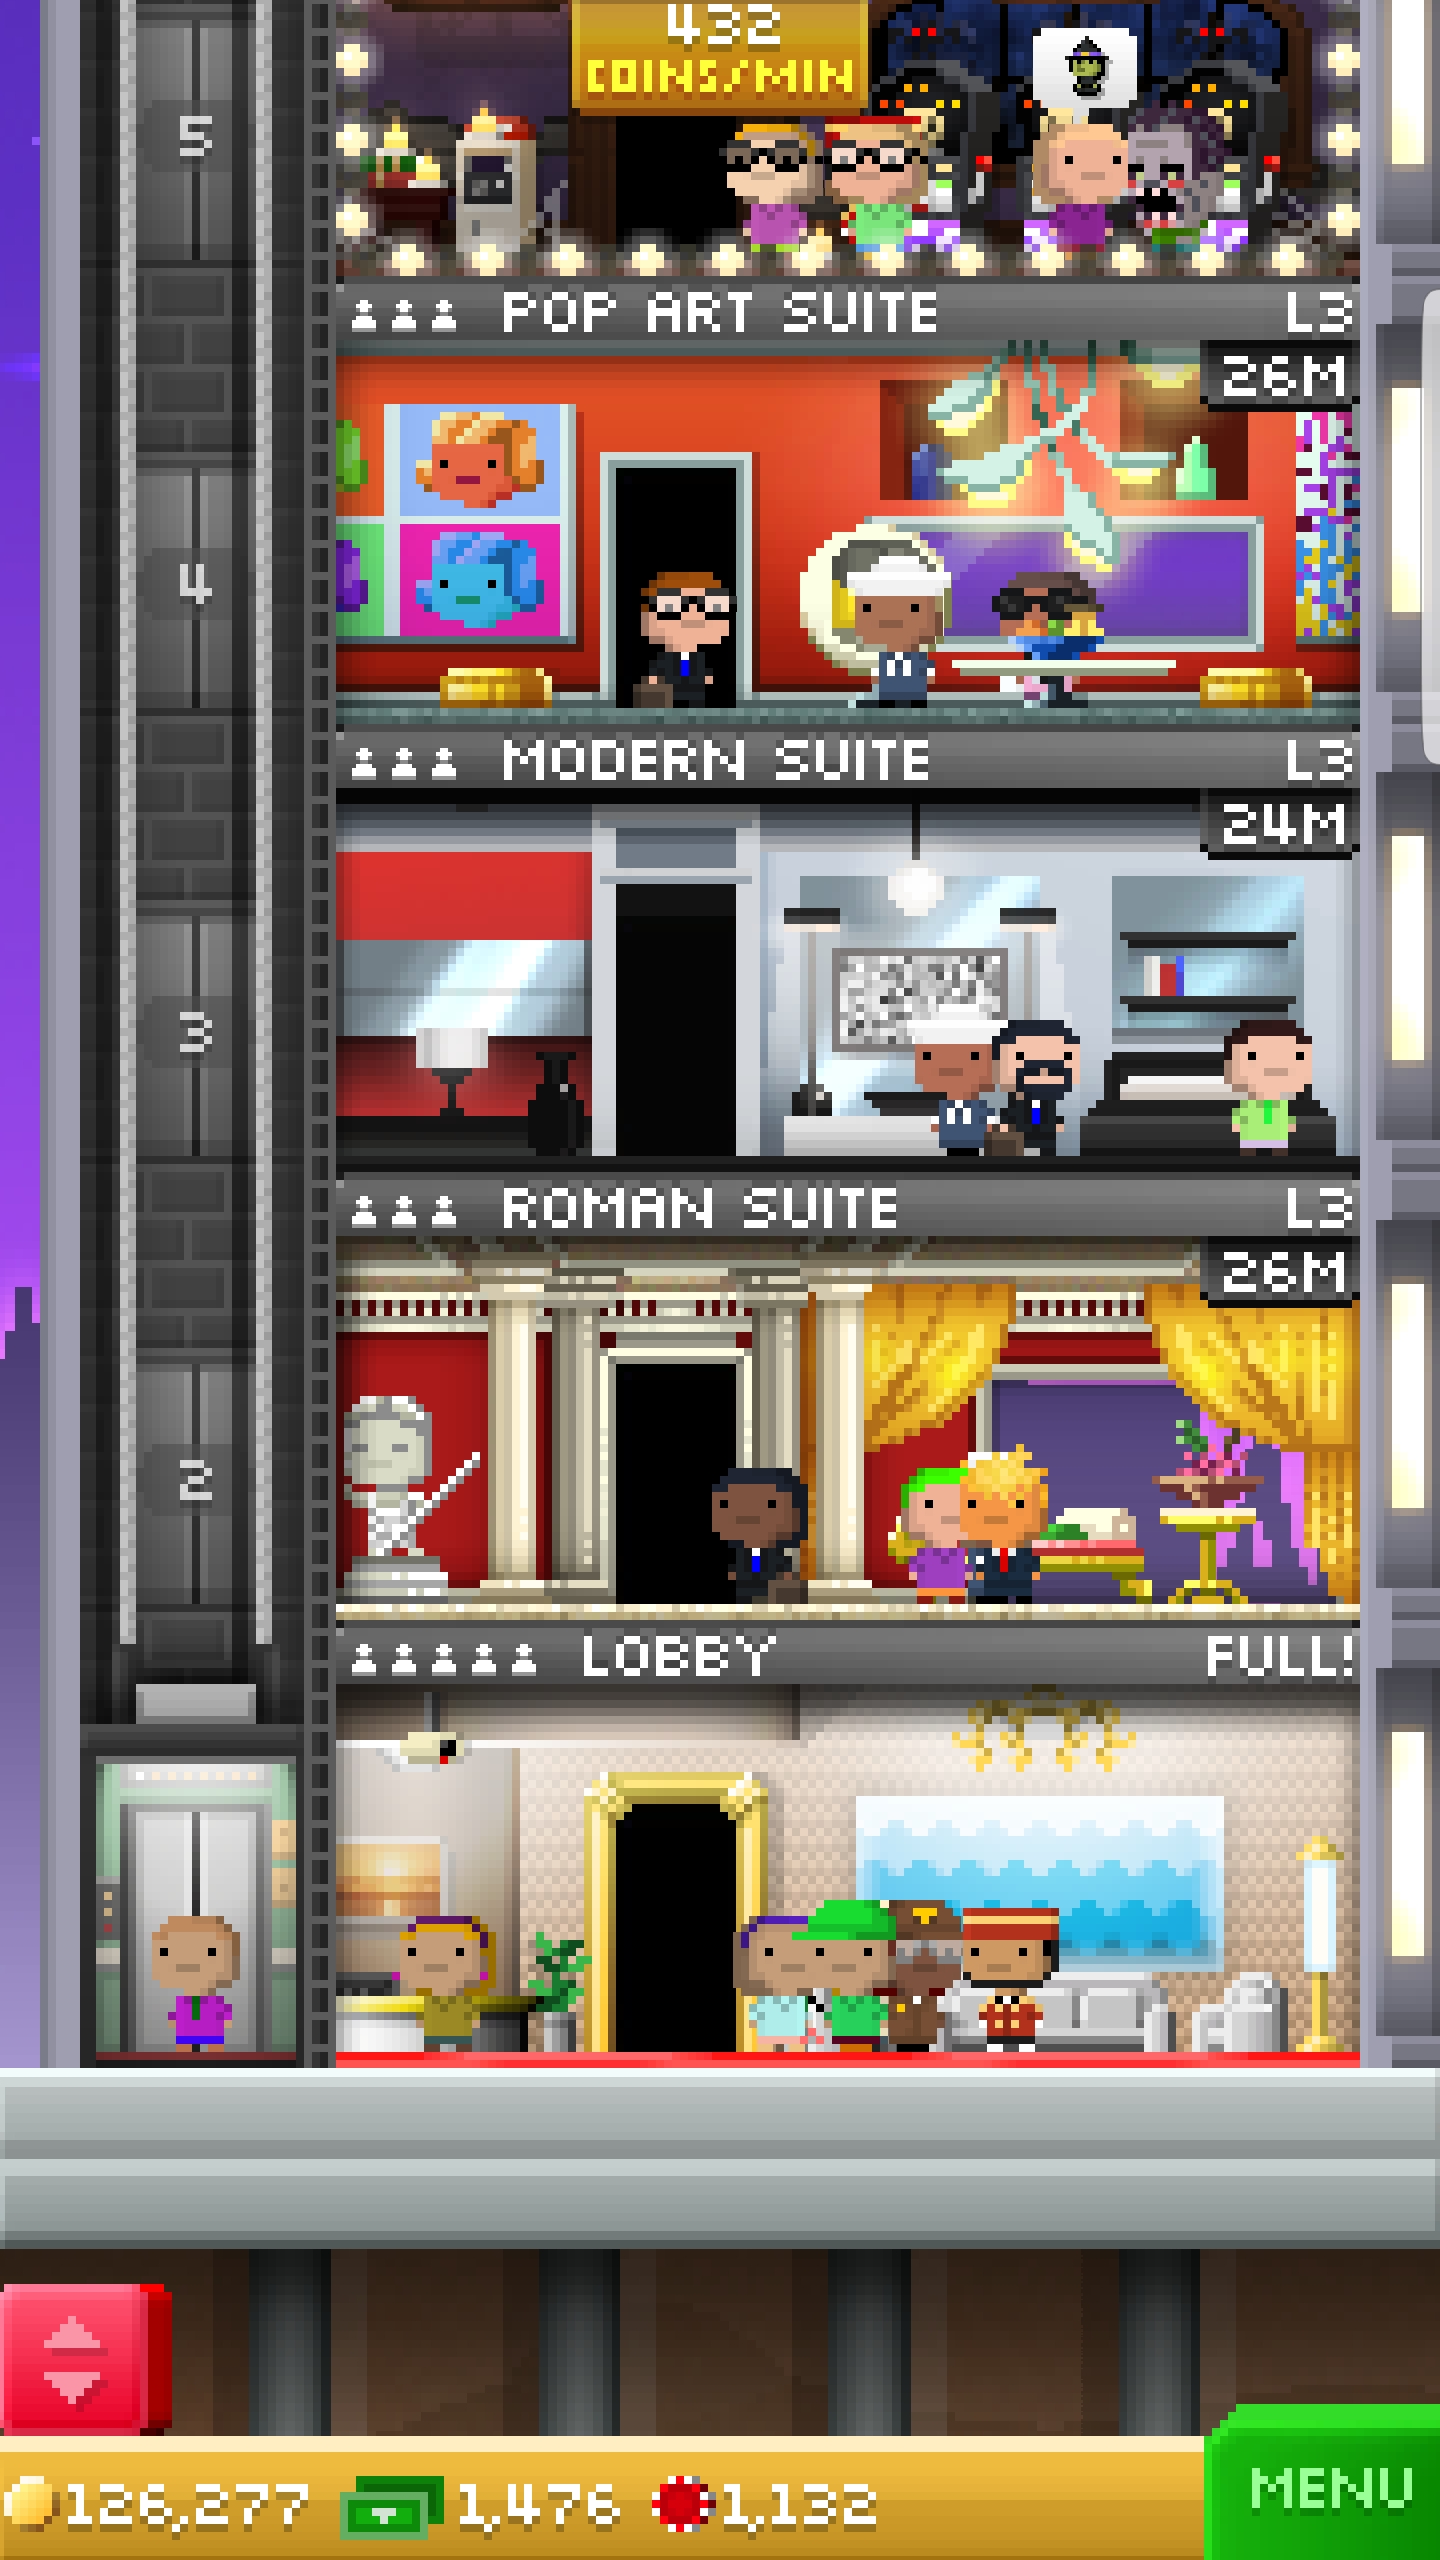 432
COINS/MIN
5
POP ART SUITE L3
26M
4
MODERN SUITE L3
24M
3
ROMAN SUITE L3
26M
2
LOBBY FULL!
126,277 1,476 1,132
MENU